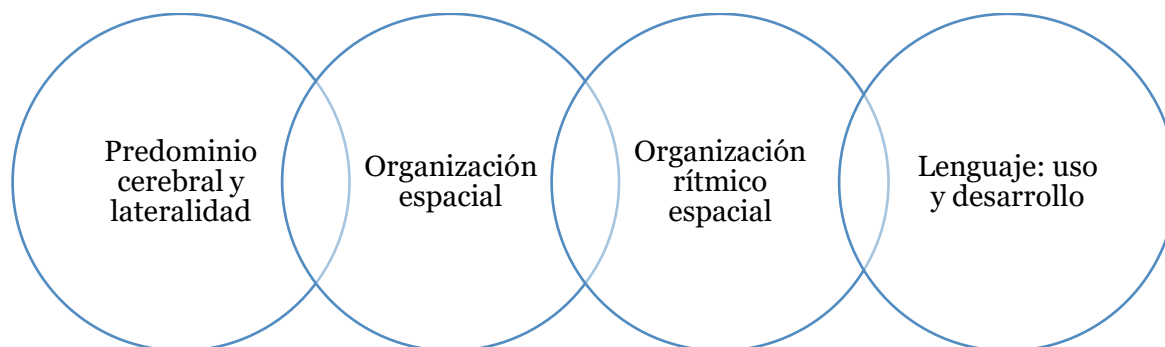 Predominio
cerebral y
lateralidad
Organización
espacial
Organización
rítmico
espacial
Lenguaje: uso
y desarrollo